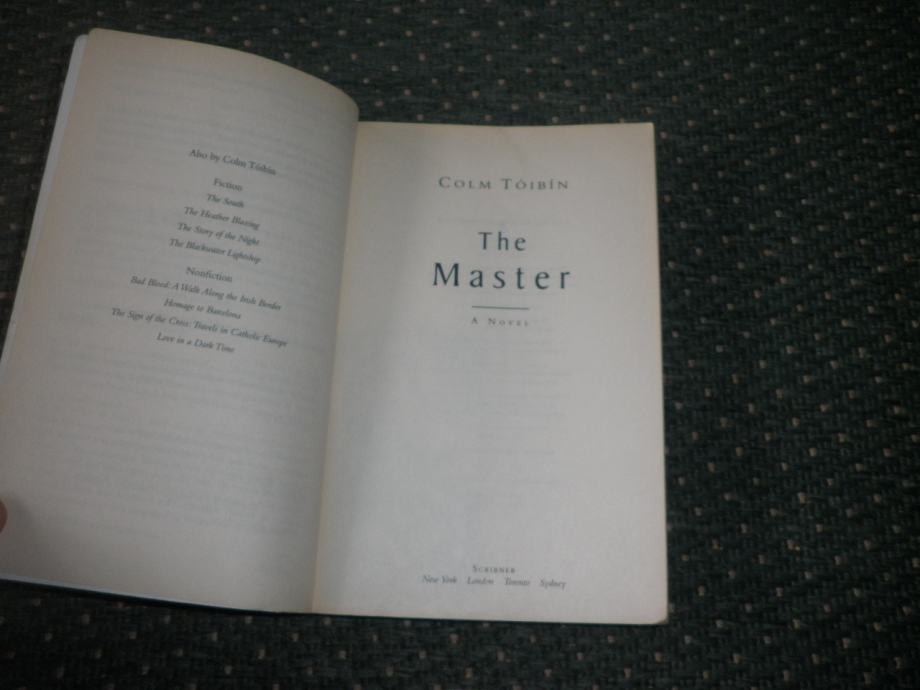 Also by Colm Tóibín
Fiction
The South
The Heather Blazing
The Story of the Night
The Blackwater Lightship
Nonfiction
Bad Blood: A Walk Along the Irish Border
Homage to Barcelona
The Sign of the Cross: Travels in Catholic Europe
Love in a Dark Time
COLM TÓIBÍN
The
Master
A NOVEL
SCRIBNER
New York London Toronto Sydney